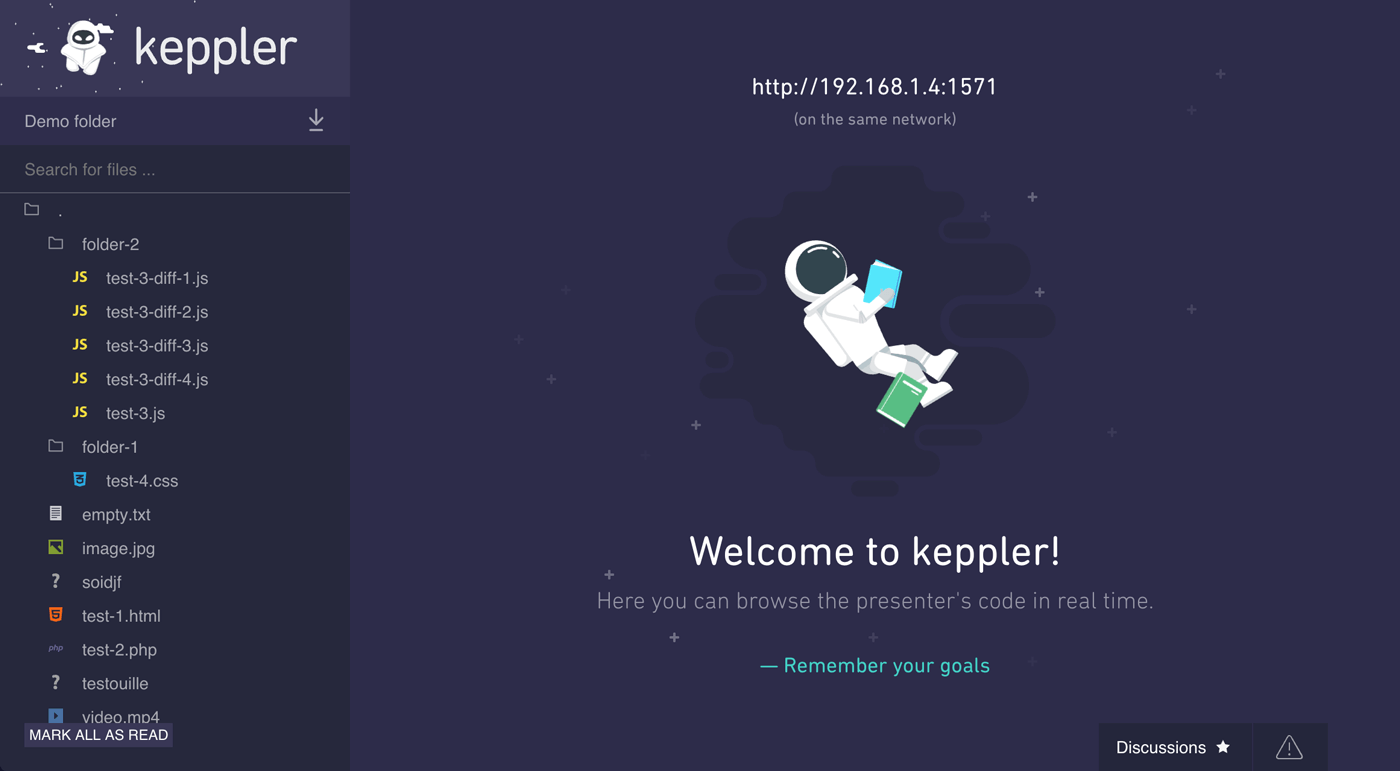 keppler
Demo folder
Search for files ...
.
folder-2
JS test-3-diff-1.js
JS test-3-diff-2.js
JS test-3-diff-3.js
JS test-3-diff-4.js
JS test-3.js
folder-1
test-4.css
empty.txt
image.jpg
? soidjf
5 test-1.html
php test-2.php
? testouille
video.mp4
MARK ALL AS READ
http://192.168.1.4:1571
(on the same network)
Welcome to keppler!
Here you can browse the presenter's code in real time.
— Remember your goals
Discussions